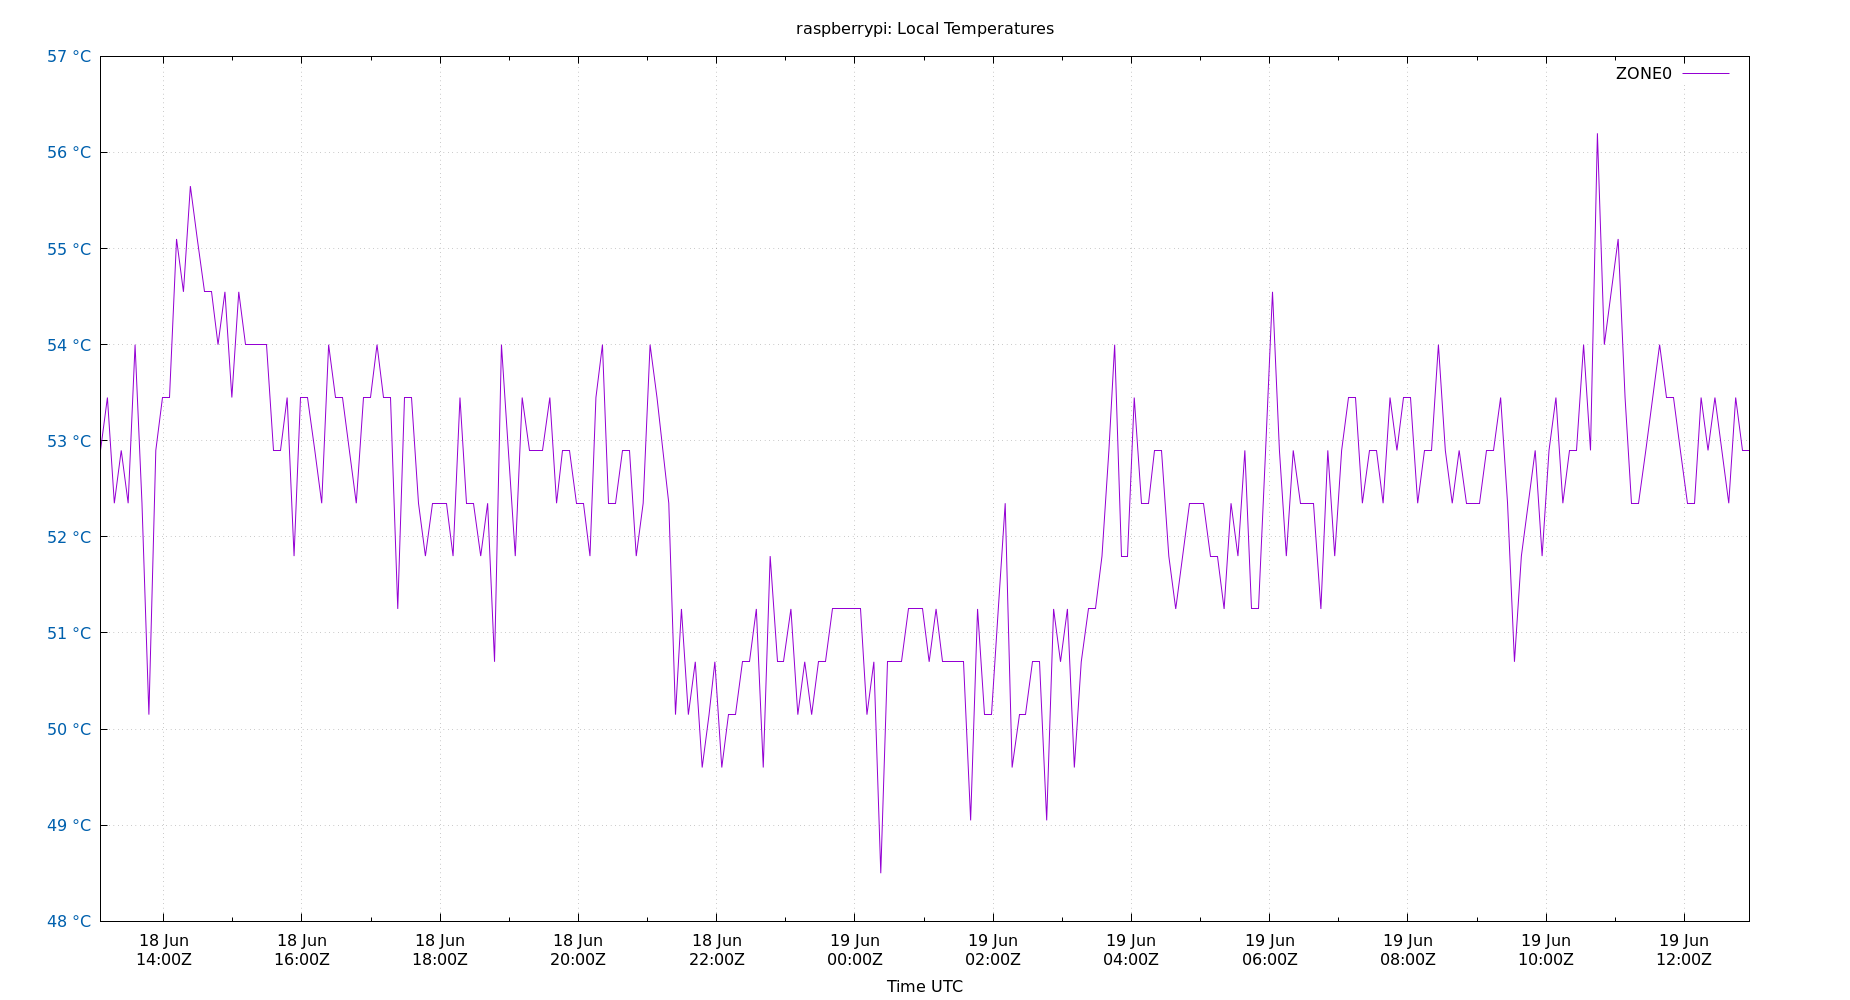 raspberrypi: Local Temperatures
ZONE0
57 °C
56 °C
55 °C
54 °C
53 °C
52 °C
51 °C
50 °C
49 °C
48 °C
18 Jun 14:00Z
18 Jun 16:00Z
18 Jun 18:00Z
18 Jun 20:00Z
18 Jun 22:00Z
19 Jun 00:00Z
19 Jun 02:00Z
19 Jun 04:00Z
19 Jun 06:00Z
19 Jun 08:00Z
19 Jun 10:00Z
19 Jun 12:00Z
Time UTC